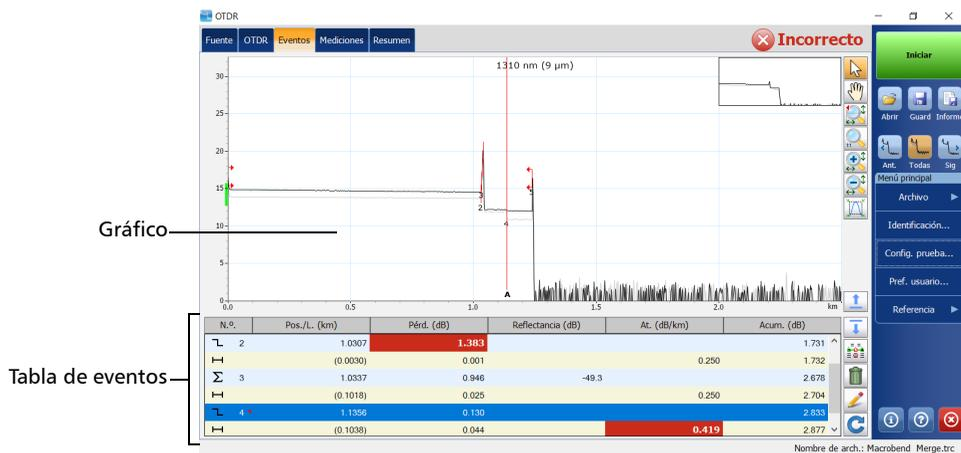 OTDR
Fuente OTDR Eventos Mediciones Resumen Incorrecto
1310 nm (9 µm)
30
25
20
15
10
5
0
0.0 0.5 1.0 1.5 2.0 km
2
3
4
5
A
Gráfico
Tabla de eventos
N.º. Pos./L. (km) Pérd. (dB) Reflectancia (dB) At. (dB/km) Acum. (dB)
2 1.0307 1.383 1.731
(0.0030) 0.001 0.250 1.732
3 1.0337 0.946 -49.3 2.678
(0.1018) 0.025 0.250 2.704
4 * 1.1356 0.130 2.833
(0.1038) 0.044 0.419 2.877
Iniciar
Abrir Guard Informe
Ant. Todas Sig
Menú principal
Archivo
Identificación...
Config. prueba...
Pref. usuario...
Referencia
Nombre de arch.: Macrobend Merge.trc